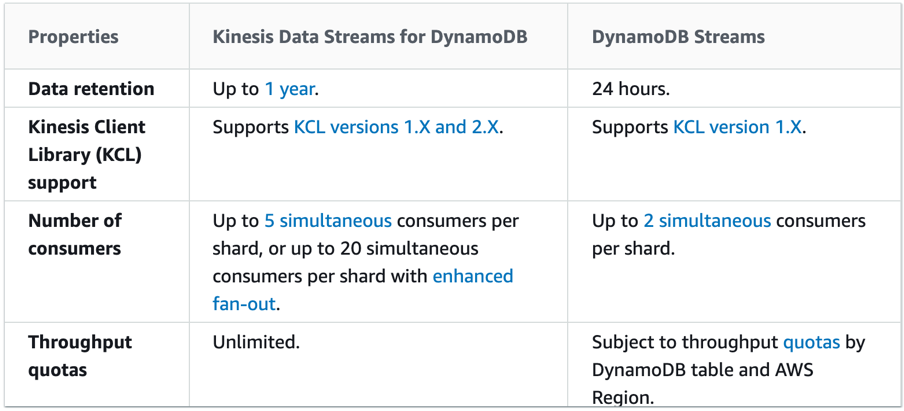 Properties
Kinesis Data Streams for DynamoDB
DynamoDB Streams
Data retention
Up to 1 year.
24 hours.
Kinesis Client
Library (KCL)
support
Supports KCL versions 1.X and 2.X.
Supports KCL version 1.X.
Number of
consumers
Up to 5 simultaneous consumers per
shard, or up to 20 simultaneous
consumers per shard with enhanced
fan-out.
Up to 2 simultaneous consumers
per shard.
Throughput
quotas
Unlimited.
Subject to throughput quotas by
DynamoDB table and AWS
Region.